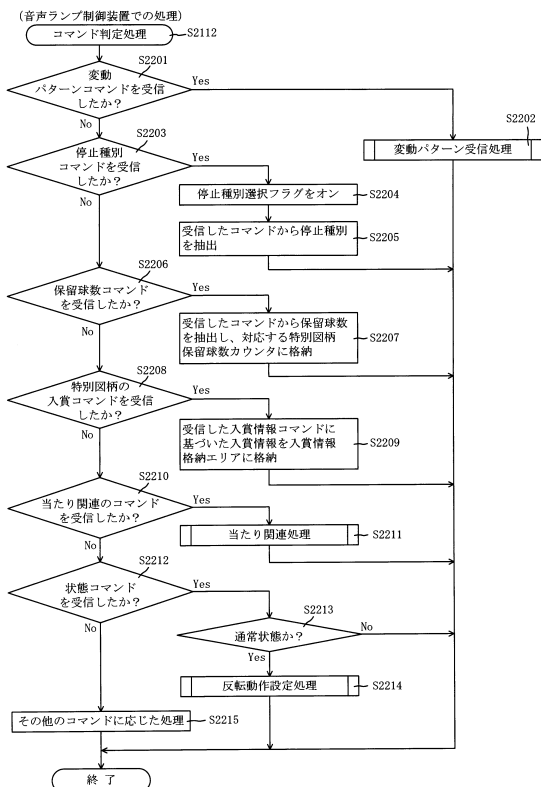 (音声ランプ制御装置での処理)
コマンド判定処理
S2112
S2201
変動
パターンコマンドを受信
したか?
Yes
No
S2202
変動パターン受信処理
S2203
停止種別
コマンドを受信
したか?
Yes
No
停止種別選択フラグをオン
S2204
受信したコマンドから停止種別
を抽出
S2205
S2206
保留球数コマンド
を受信したか?
Yes
No
受信したコマンドから保留球数
を抽出し、対応する特別図柄
保留球数カウンタに格納
S2207
S2208
特別図柄の
入賞コマンドを受信
したか?
Yes
No
受信した入賞情報コマンドに
基づいた入賞情報を入賞情報
格納エリアに格納
S2209
S2210
当たり関連のコマンド
を受信したか?
Yes
No
当たり関連処理
S2211
S2212
状態コマンド
を受信したか?
Yes
No
S2213
通常状態か?
No
Yes
反転動作設定処理
S2214
その他のコマンドに応じた処理
S2215
終了